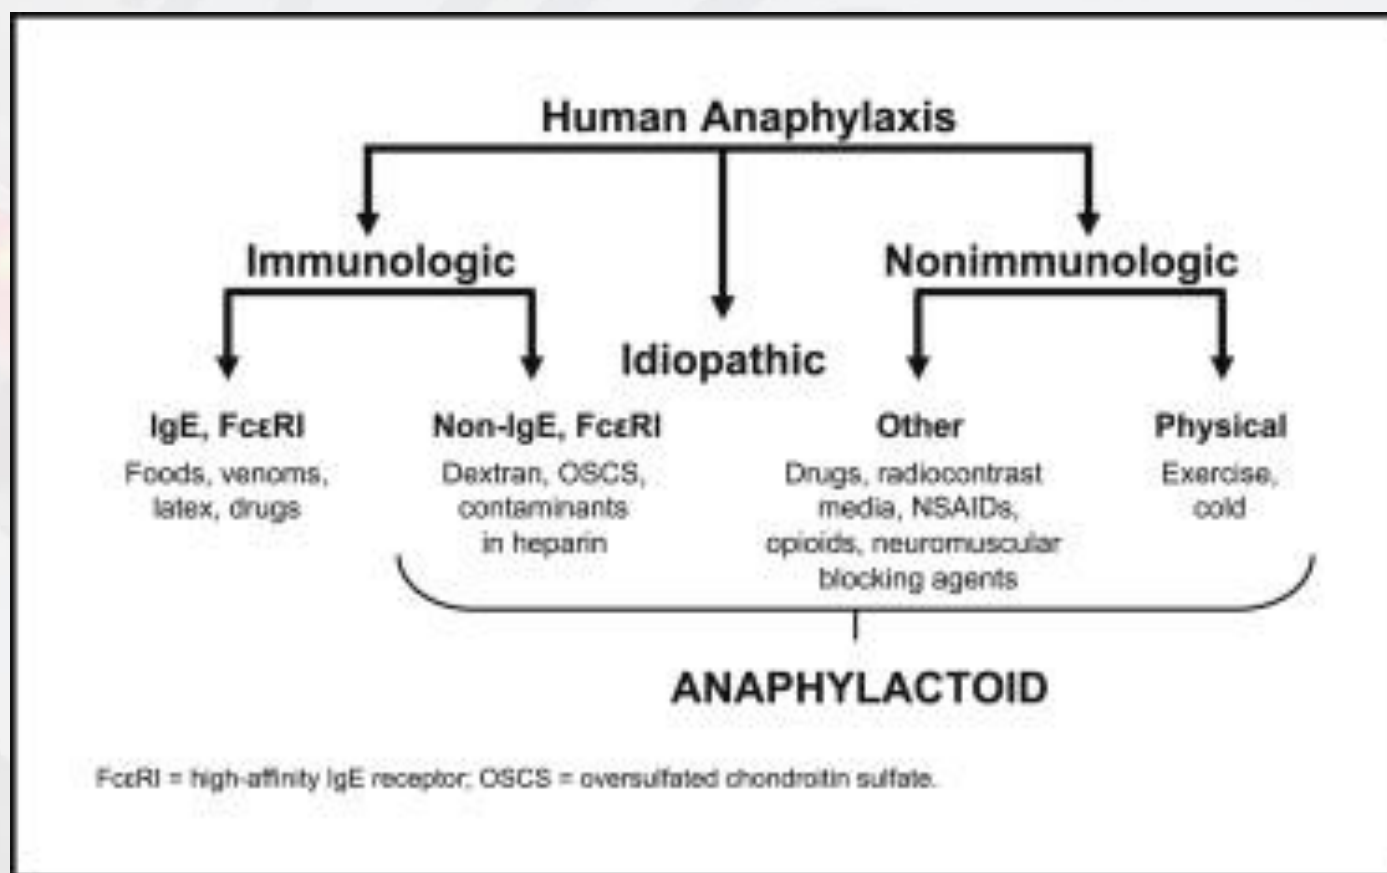 Human Anaphylaxis
Immunologic
Nonimmunologic
Idiopathic
IgE, FcεRI
Foods, venoms,
latex, drugs
Non-IgE, FcεRI
Dextran, OSCS,
contaminants
in heparin
Other
Drugs, radiocontrast
media, NSAIDs,
opioids, neuromuscular
blocking agents
Physical
Exercise,
cold
ANAPHYLACTOID
FcεRI = high-affinity IgE receptor; OSCS = oversulfated chondroitin sulfate.